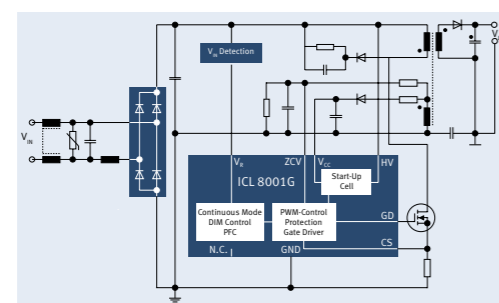 V
V_IN Detection
V_IN
V_R ZCV V_CC HV
ICL 8001G
Start-Up
Cell
Continuous Mode
DIM Control
PFC
PWM-Control
Protection
Gate Driver
GD
CS
N.C. GND